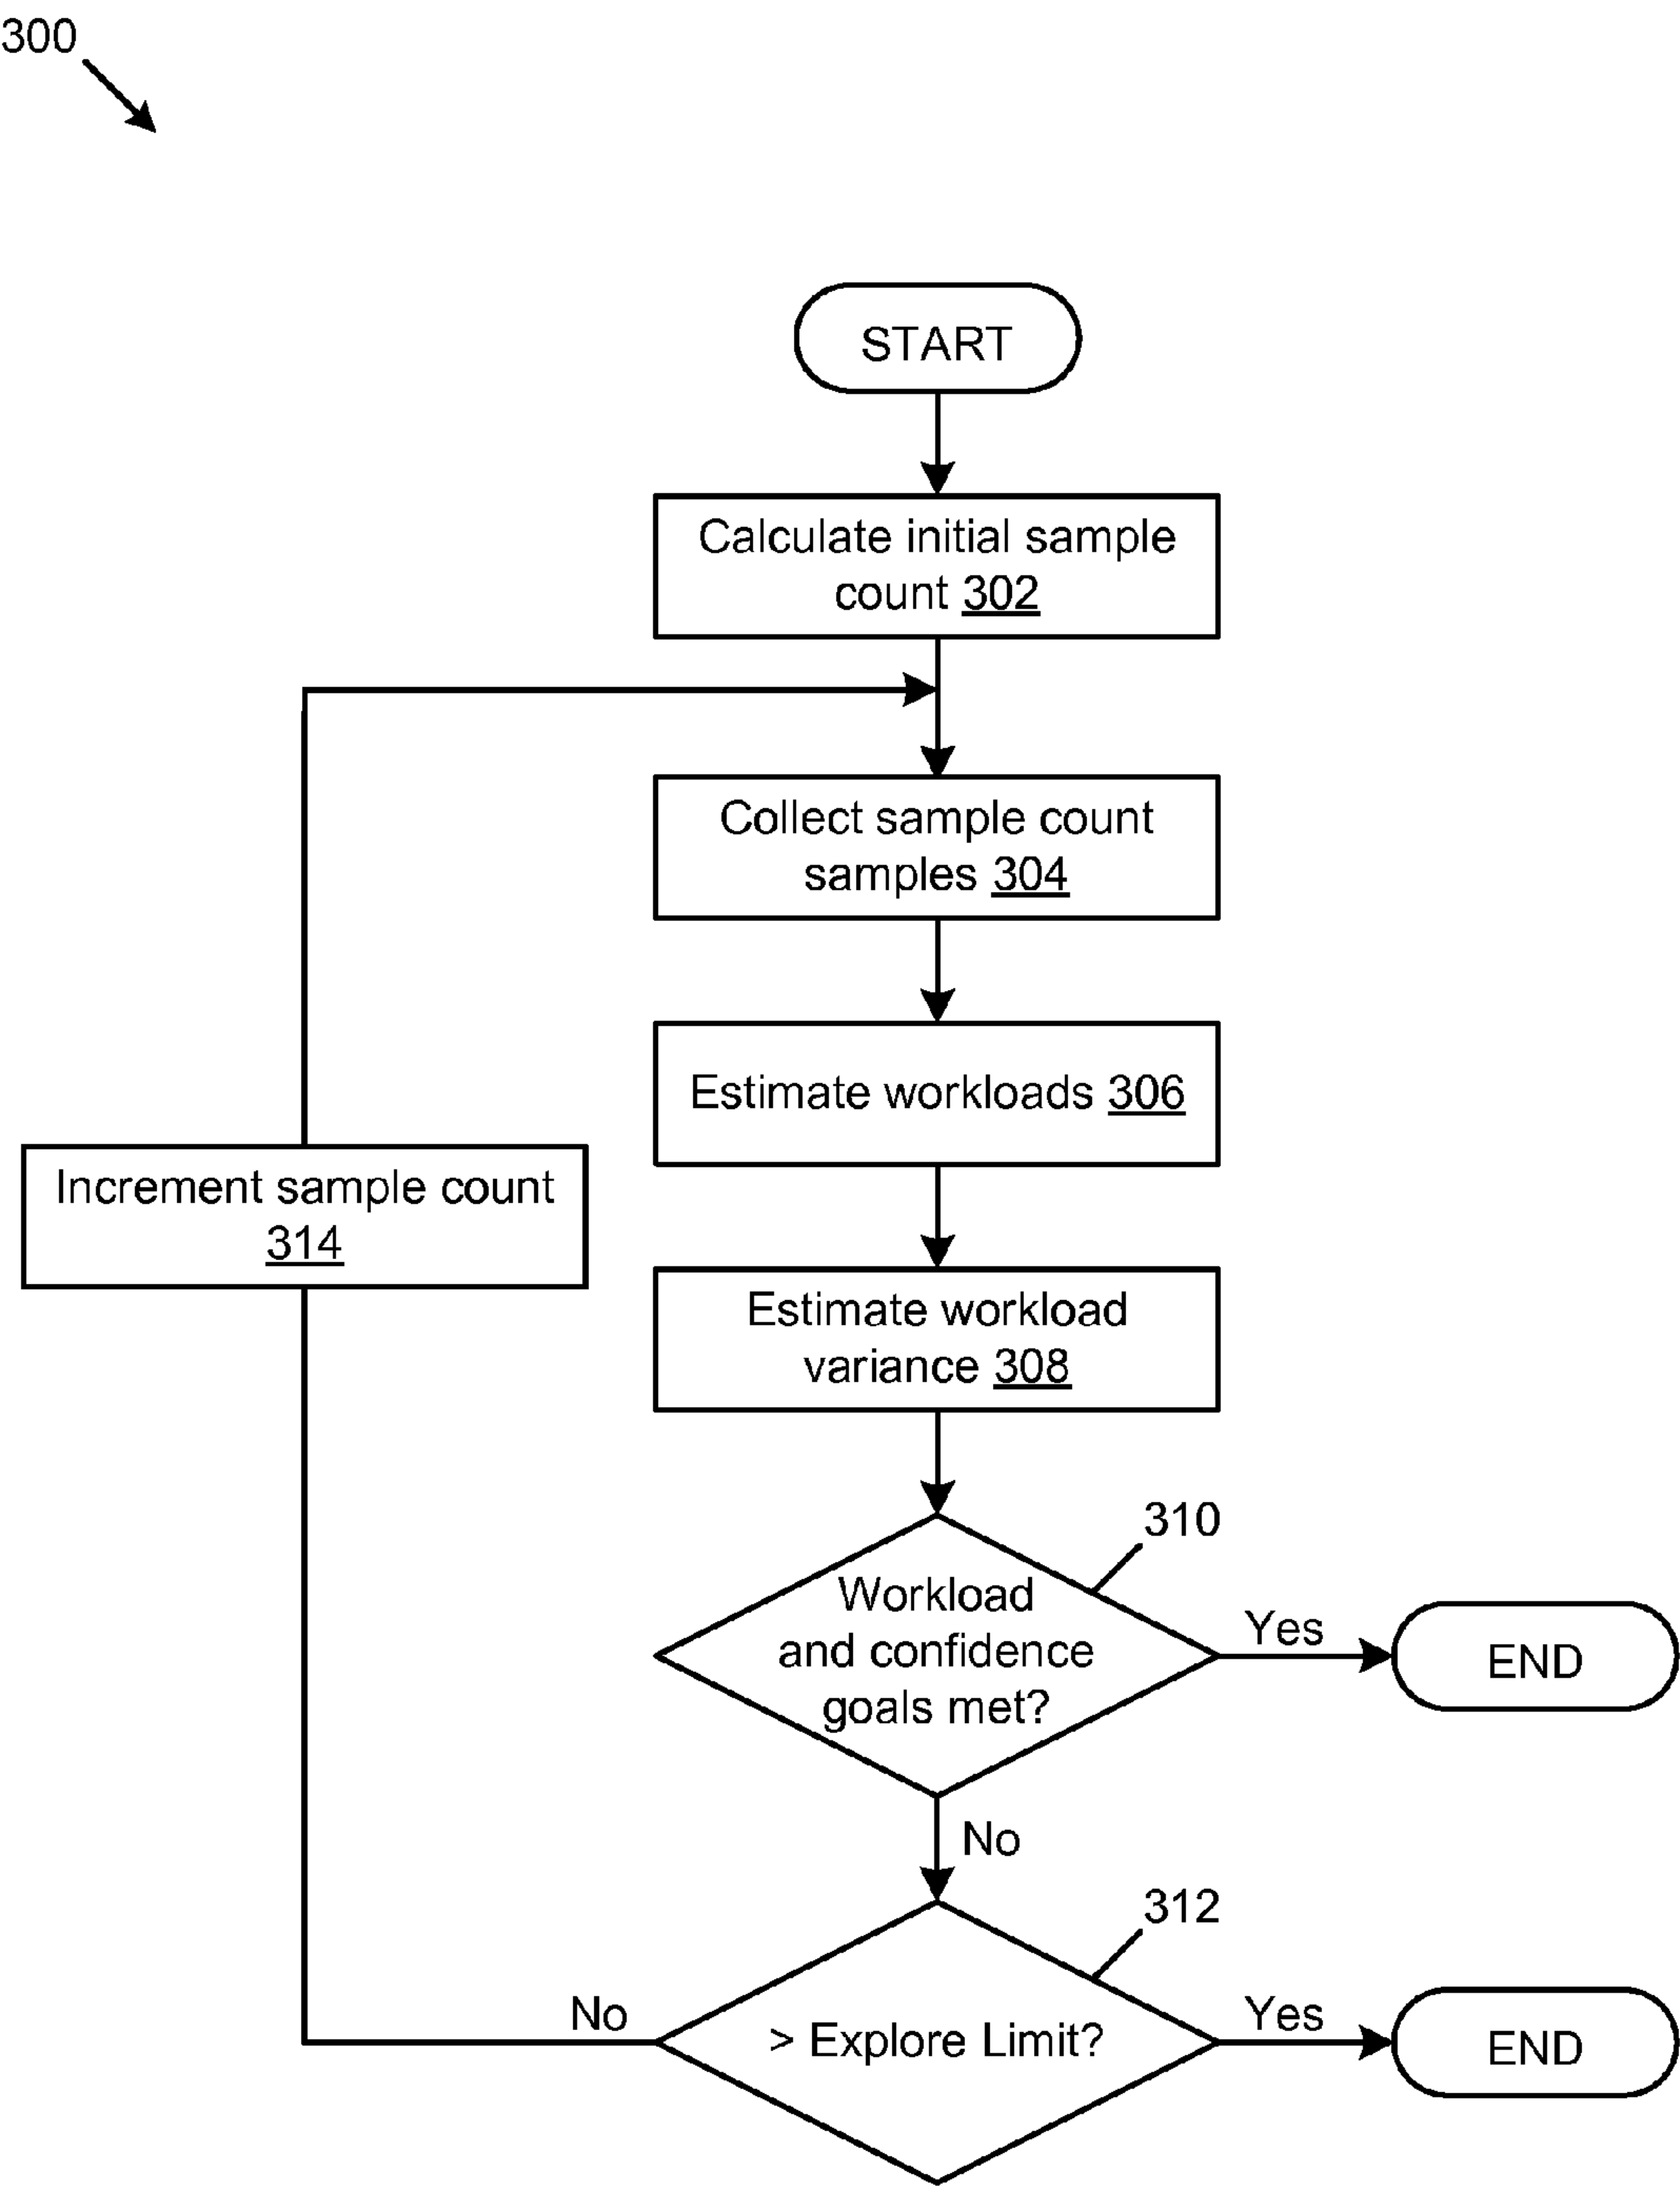 300
START
Calculate initial sample
count 302
Collect sample count
samples 304
Estimate workloads 306
Increment sample count
314
Estimate workload
variance 308
310
Workload
and confidence
goals met?
Yes
END
No
312
> Explore Limit?
No
Yes
END